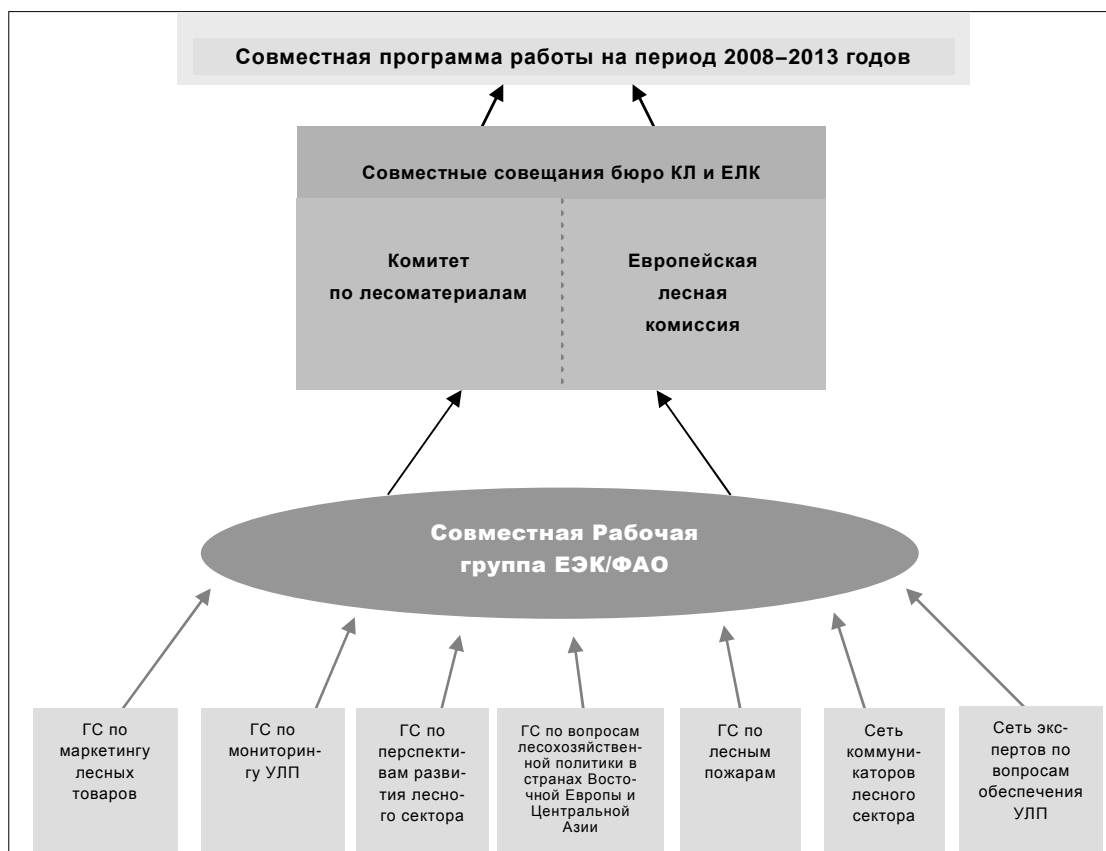 Совместная программа работы на период 2008–2013 годов
Совместные совещания бюро КЛ и ЕЛК
Комитет
по лесоматериалам
Европейская
лесная
комиссия
Совместная Рабочая
группа ЕЭК/ФАО
ГС по
маркетингу
лесных
товаров
ГС по
мониторин-
гу УЛП
ГС по
перспекти-
вам разви-
тия лесно-
го сектора
ГС по вопросам
лесохозяйствен-
ной политики в
странах Восто-
чной Европы и
Центральной
Азии
ГС по
лесным
пожарам
Сеть
коммуни-
каторов
лесного
сектора
Сеть экс-
пертов по
вопросам
обеспечения
УЛП